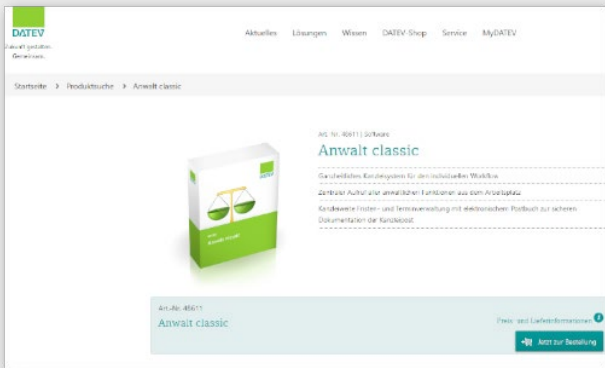 DATEV
Zukunft gestalten.
Gemeinsam.
Aktuelles Lösungen Wissen DATEV-Shop Service MyDATEV
Startseite > Produktsuche > Anwalt classic
Art.-Nr. 40611 | Software
Anwalt classic
Ganzheitliches Kanzleisystem für den individuellen Workflow
Zentraler Aufruf aller anwaltlichen Funktionen aus dem Arbeitsplatz
Kanzleiweite Fristen- und Terminverwaltung mit elektronischem Postbuch zur sicheren
Dokumentation der Kanzleipost
DATEV
Anwalt classic
Art.-Nr. 40611
Anwalt classic
Preis- und Lieferinformationen
Jetzt zur Bestellung